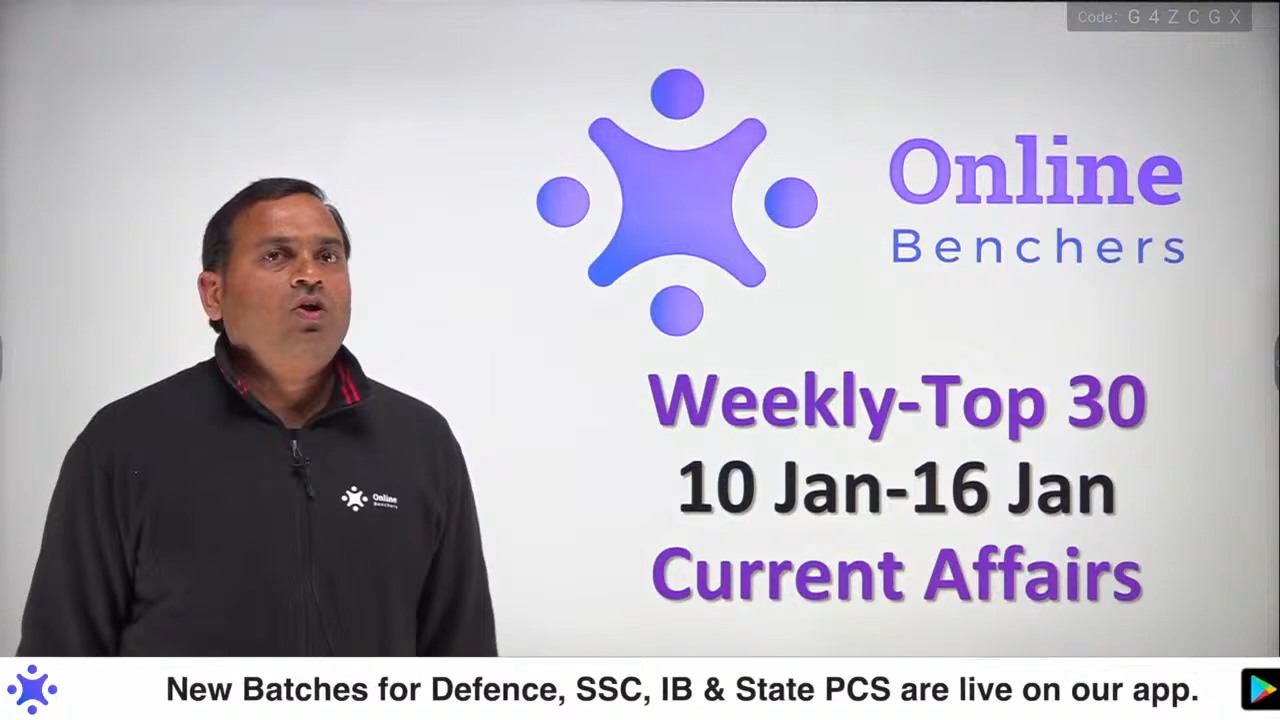 Code: G 4 Z C G X
Online
Benchers
Weekly-Top 30
10 Jan-16 Jan
Current Affairs
Online
Benchers
New Batches for Defence, SSC, IB & State PCS are live on our app.